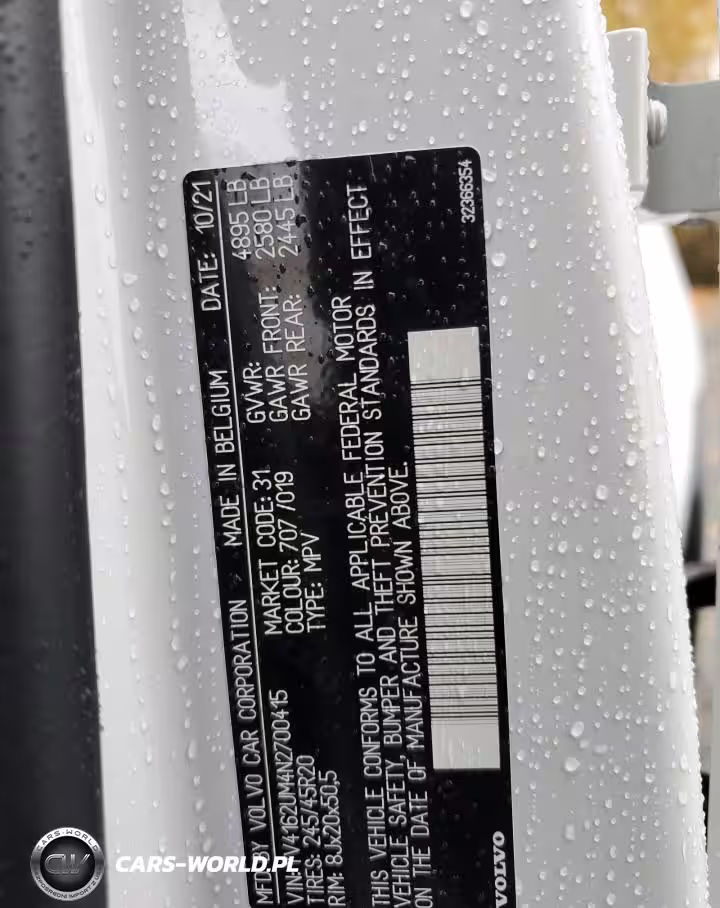 MFD BY VOLVO CAR CORPORATION MADE IN BELGIUM DATE: 10/21
VIN: YV4162UM4N2700415 MARKET CODE: 31 GVWR: 4895 LB
TIRES: 245/45R20 COLOUR: 707 /019 GAWR FRONT: 2580 LB
RIM: 8Jx20x50,5 TYPE: MPV GAWR REAR: 2445 LB
THIS VEHICLE CONFORMS TO ALL APPLICABLE FEDERAL MOTOR
VEHICLE SAFETY, BUMPER, AND THEFT PREVENTION STANDARDS IN EFFECT
ON THE DATE OF MANUFACTURE SHOWN ABOVE.
32366354
VOLVO
CARS-WORLD
CW
CARS-WORLD.PL